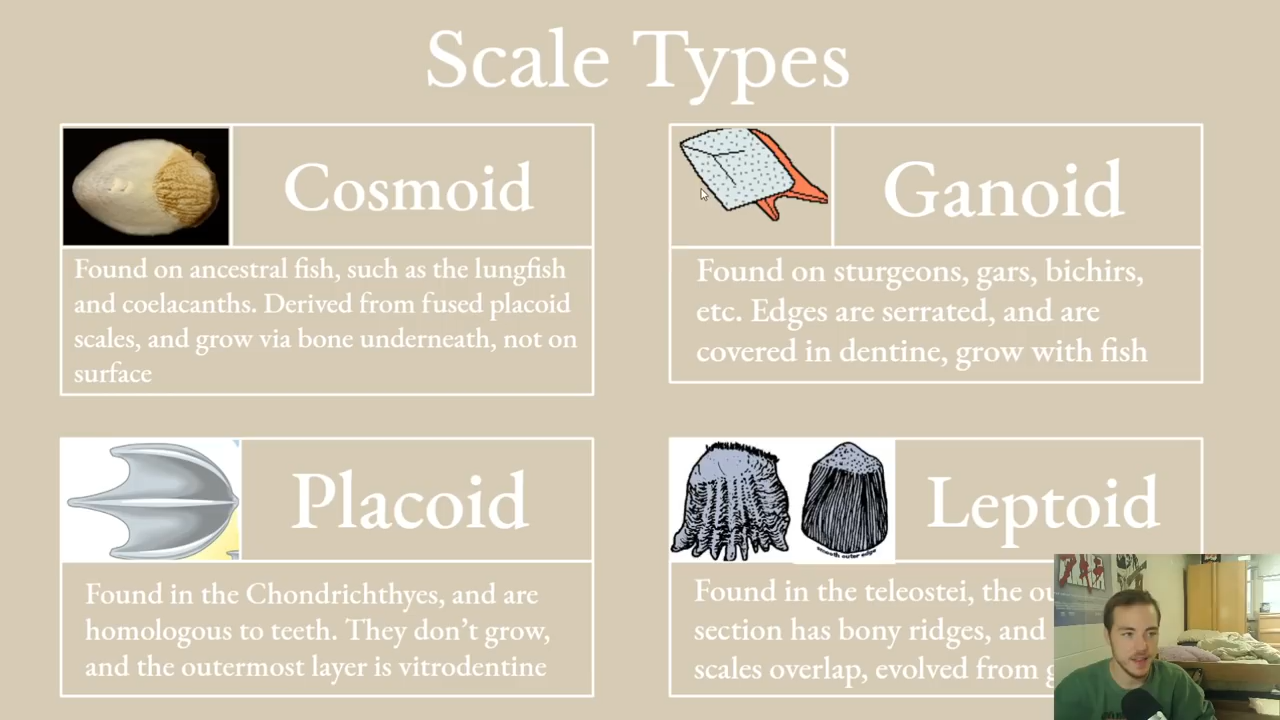 Scale Types
Cosmoid
Found on ancestral fish, such as the lungfish
and coelacanths. Derived from fused placoid
scales, and grow via bone underneath, not on
surface
Ganoid
Found on sturgeons, gars, bichirs,
etc. Edges are serrated, and are
covered in dentine, grow with fish
Placoid
Found in the Chondrichthyes, and are
homologous to teeth. They don’t grow,
and the outermost layer is vitrodentine
smooth outer edge
Leptoid
Found in the teleostei, the
section has bony ridges, and
scales overlap, evolved from